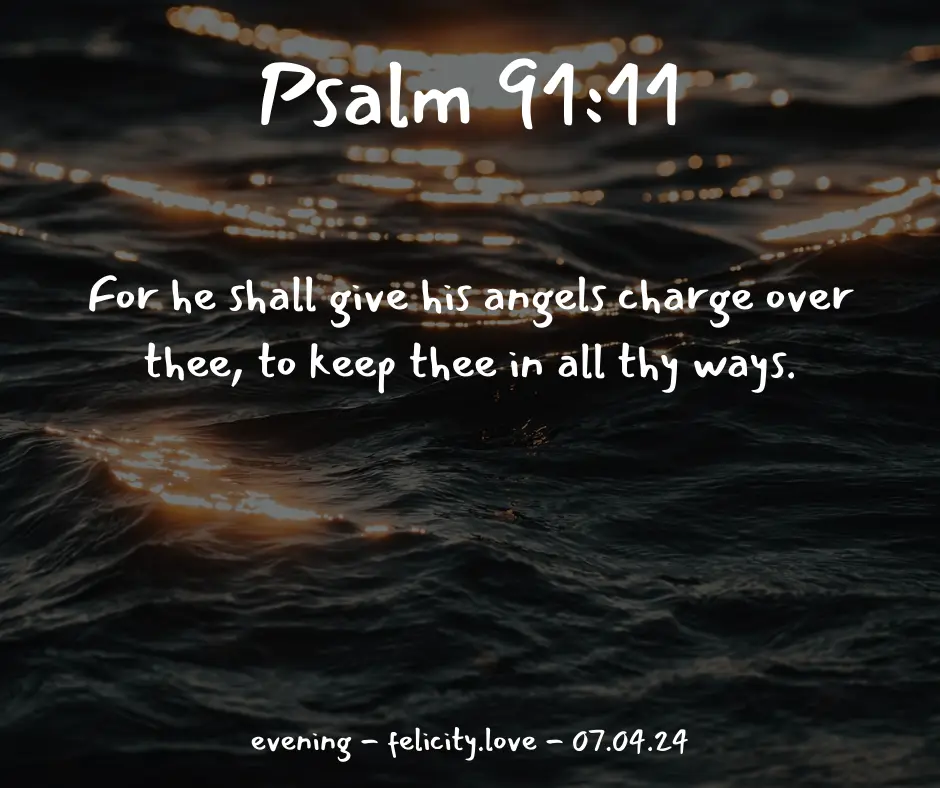 Psalm 91:11
For he shall give his angels charge over
thee, to keep thee in all thy ways.
evening – felicity.love – 07.04.24